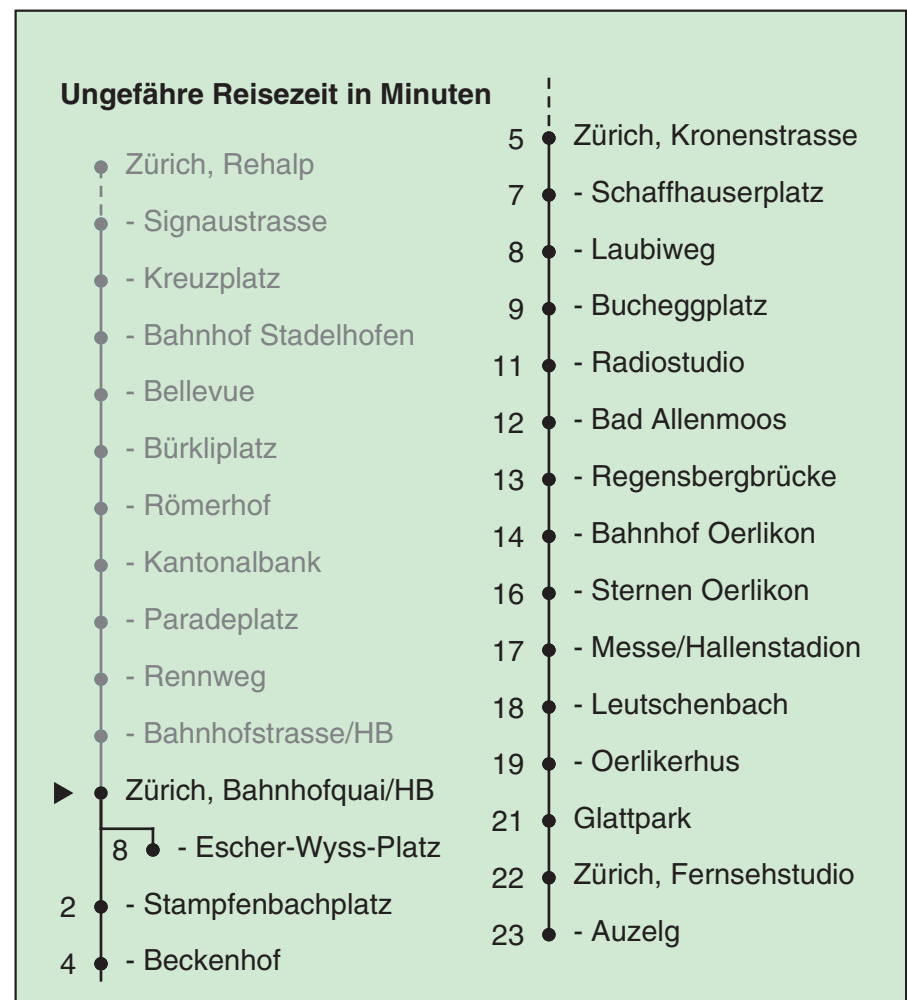 Ungefähre Reisezeit in Minuten
Zürich, Rehalp
- Signaustrasse
- Kreuzplatz
- Bahnhof Stadelhofen
- Bellevue
- Bürkliplatz
- Römerhof
- Kantonalbank
- Paradeplatz
- Rennweg
- Bahnhofstrasse/HB
Zürich, Bahnhofquai/HB
8 - Escher-Wyss-Platz
2 - Stampfenbachplatz
4 - Beckenhof
5 Zürich, Kronenstrasse
7 - Schaffhauserplatz
8 - Laubiweg
9 - Bucheggplatz
11 - Radiostudio
12 - Bad Allenmoos
13 - Regensbergbrücke
14 - Bahnhof Oerlikon
16 - Sternen Oerlikon
17 - Messe/Hallenstadion
18 - Leutschenbach
19 - Oerlikerhus
21 Glattpark
22 Zürich, Fernsehstudio
23 - Auzelg